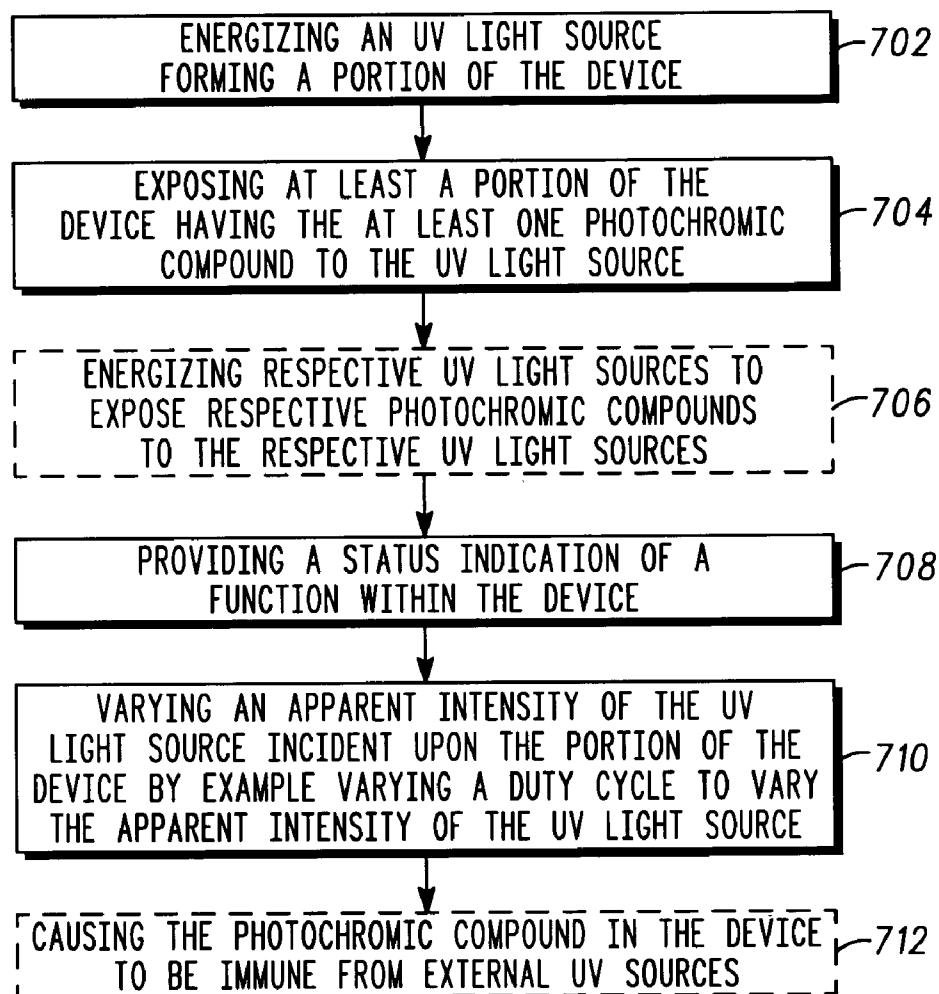 ENERGIZING AN UV LIGHT SOURCE
FORMING A PORTION OF THE DEVICE
702
EXPOSING AT LEAST A PORTION OF THE
DEVICE HAVING THE AT LEAST ONE PHOTOCHROMIC
COMPOUND TO THE UV LIGHT SOURCE
704
ENERGIZING RESPECTIVE UV LIGHT SOURCES TO
EXPOSE RESPECTIVE PHOTOCHROMIC COMPOUNDS
TO THE RESPECTIVE UV LIGHT SOURCES
706
PROVIDING A STATUS INDICATION OF A
FUNCTION WITHIN THE DEVICE
708
VARYING AN APPARENT INTENSITY OF THE UV
LIGHT SOURCE INCIDENT UPON THE PORTION OF THE
DEVICE BY EXAMPLE VARYING A DUTY CYCLE TO VARY
THE APPARENT INTENSITY OF THE UV LIGHT SOURCE
710
CAUSING THE PHOTOCHROMIC COMPOUND IN THE DEVICE
TO BE IMMUNE FROM EXTERNAL UV SOURCES
712